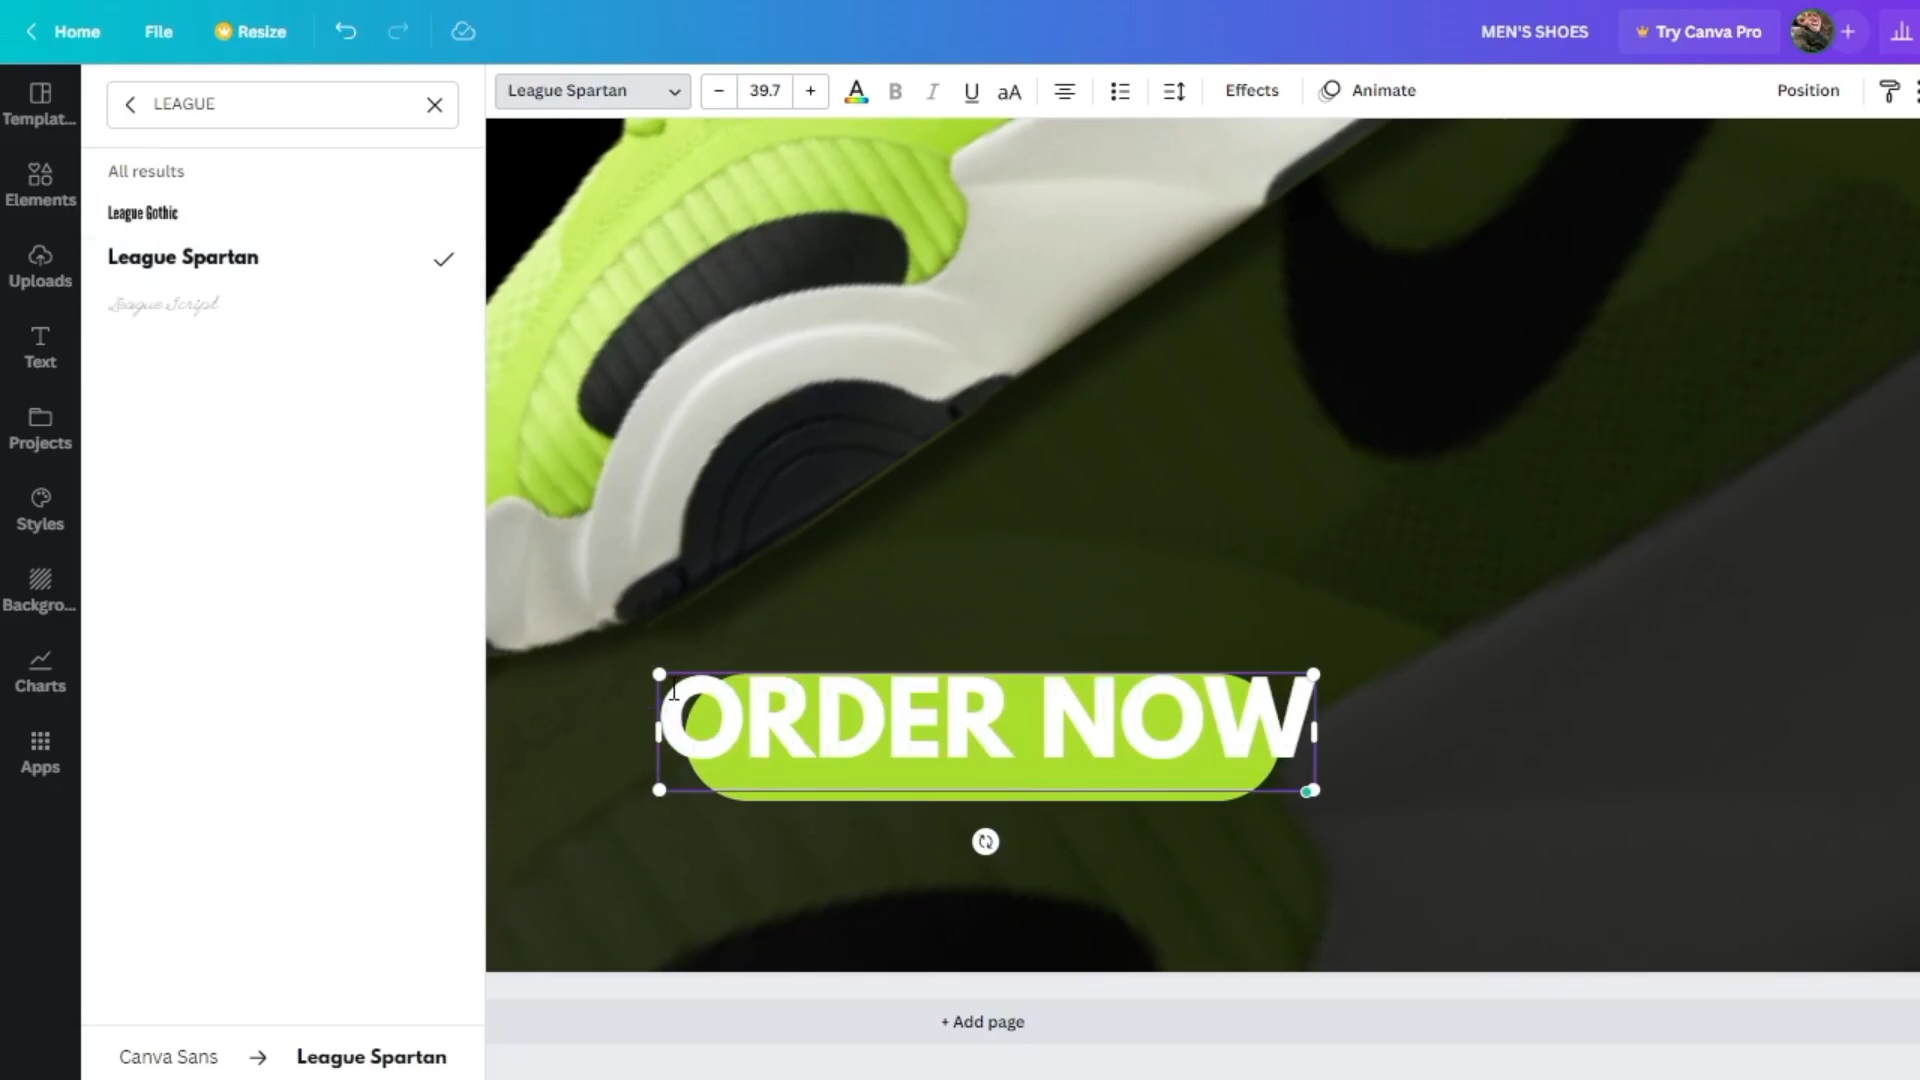 Home
File
Resize
MEN'S SHOES
Try Canva Pro
Templat...
Elements
Uploads
Text
Projects
Styles
Backgro...
Charts
Apps
LEAGUE
All results
League Gothic
League Spartan
League Script
Canva Sans → League Spartan
League Spartan
39.7
B
I
U
aA
Effects
Animate
Position
ORDER NOW
+ Add page